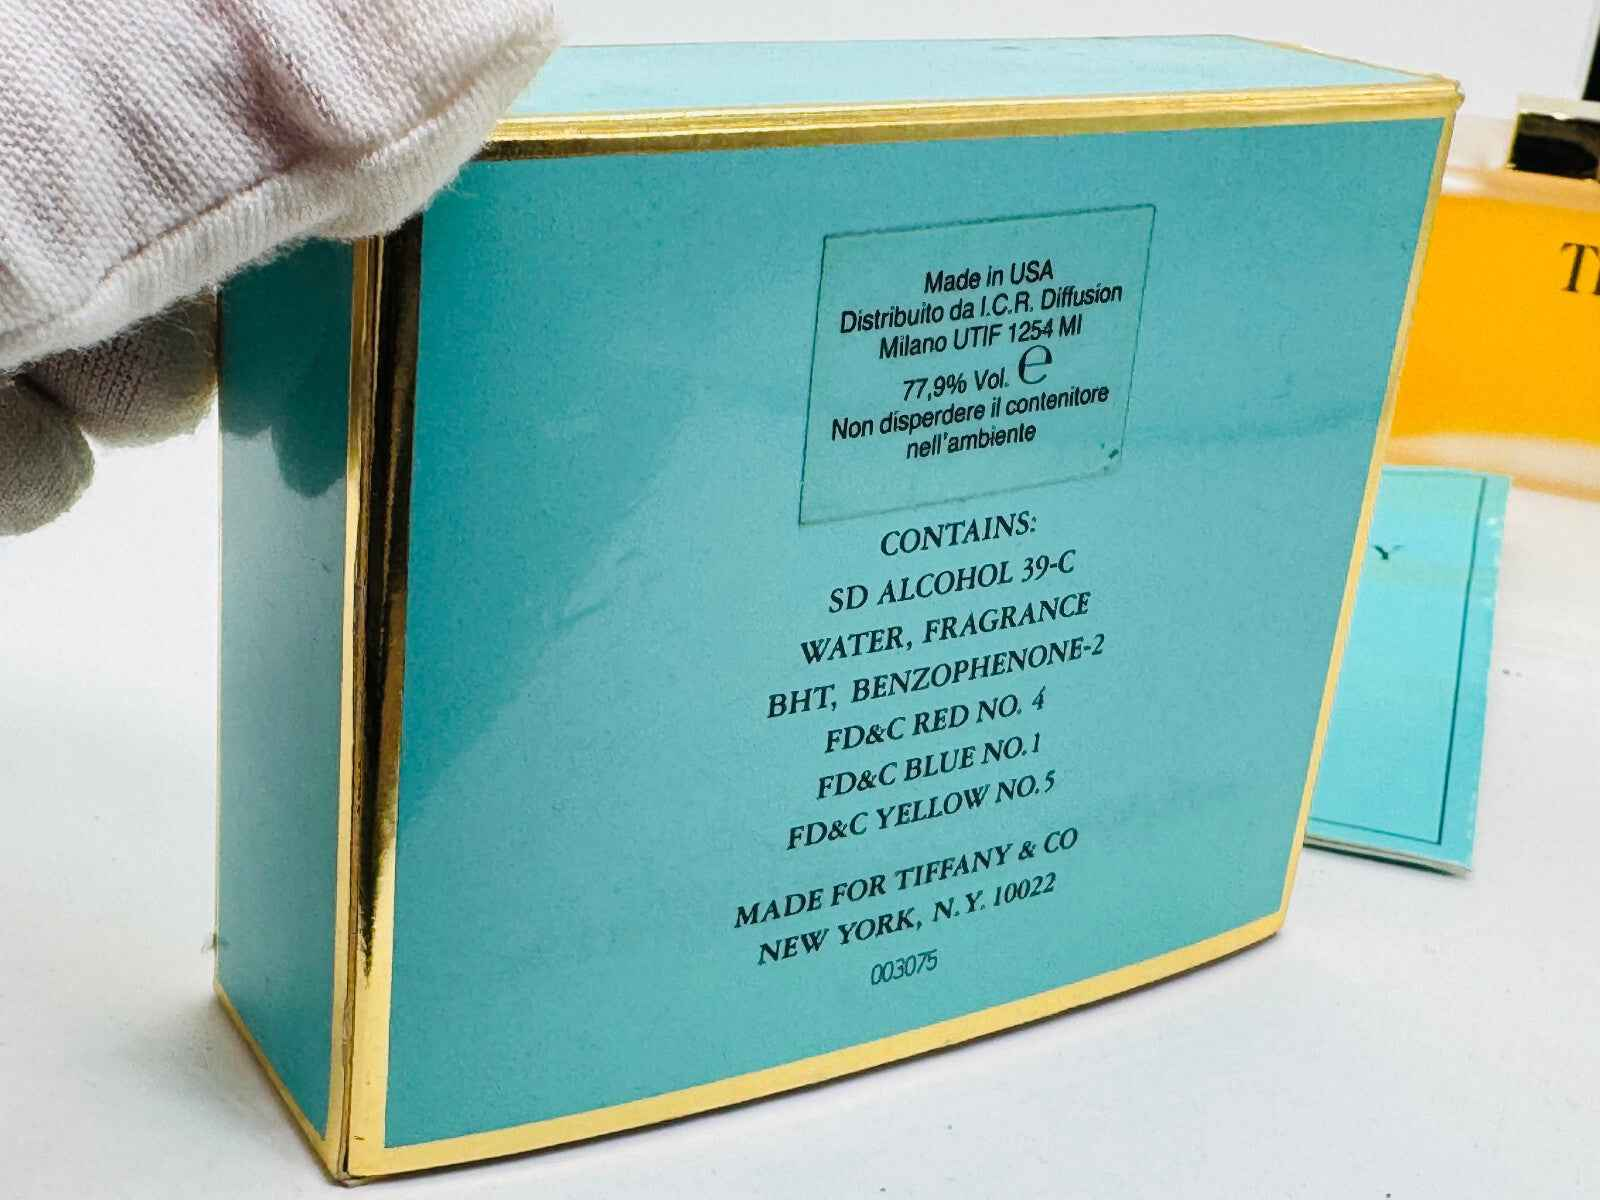 Made in USA
Distribuito da I.C.R. Diffusion
Milano UTIF 1254 MI
77,9% Vol. ℮
Non disperdere il contenitore
nell'ambiente
CONTAINS:
SD ALCOHOL 39-C
WATER, FRAGRANCE
BHT, BENZOPHENONE-2
FD&C RED NO. 4
FD&C BLUE NO.1
FD&C YELLOW NO.5
MADE FOR TIFFANY & CO
NEW YORK, N.Y. 10022
003075